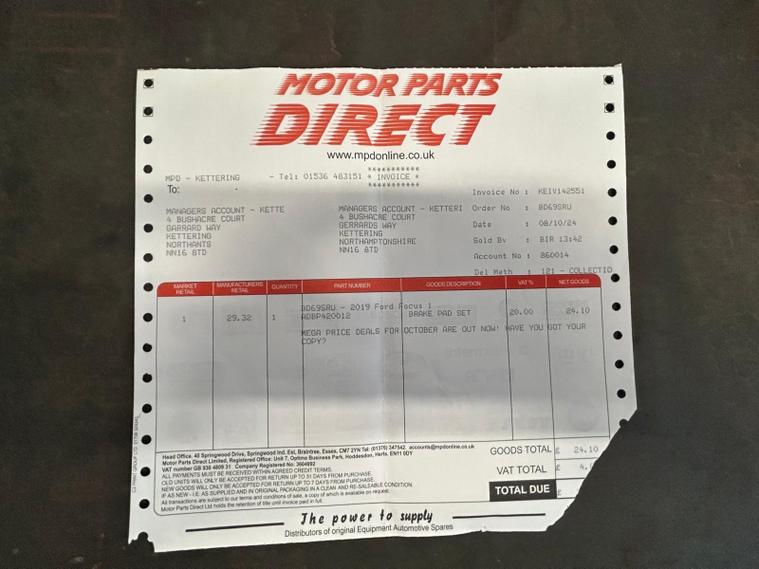 MOTOR PARTS
DIRECT
www.mpdonline.co.uk
MPD - KETTERING - Tel: 01536 483151 * INVOICE *
To:
Invoice No : KEIV142551
Order No : BD69SRU
Date : 08/10/24
Sold By : BIR 13:42
Account No : 860014
Del Meth : 121 - COLLECTIO
MANAGERS ACCOUNT - KETTE
4 BUSHACRE COURT
GARRARD WAY
KETTERING
NORTHANTS
NN16 8TD
MANAGERS ACCOUNT - KETTERI
4 BUSHACRE COURT
GERRARDS WAY
KETTERING
NORTHAMPTONSHIRE
NN16 8TD
MARKET RETAIL MANUFACTURERS RETAIL QUANTITY PART NUMBER GOODS DESCRIPTION VAT % NET GOODS
BD69SRU - 2019 Ford Focus 1
1 29.32 1 ADBP420012 BRAKE PAD SET 20.00 24.10
MEGA PRICE DEALS FOR OCTOBER ARE OUT NOW! HAVE YOU GOT YOUR
COPY?
Head Office. 48 Springwood Drive, Springwood Ind. Est, Braintree, Essex, CM7 2YN Tel: (01376) 347542. accounts@mpdonline.co.uk
Motor Parts Direct Limited, Registered Office: Unit 7, Optima Business Park, Hoddesdon, Herts. EN11 0DY
VAT number GB 938 4809 31 Company Registered No:
ALL PAYMENTS MUST BE RECEIVED WITHIN AGREED CREDIT TERMS.
OLD UNITS WILL ONLY BE ACCEPTED FOR RETURN UP TO 31 DAYS FROM PURCHASE.
NEW GOODS WILL ONLY BE ACCEPTED FOR RETURN UP TO 7 DAYS FROM PURCHASE.
IF AS NEW - I.E. AS SUPPLIED AND IN ORIGINAL PACKAGING IN A CLEAN AND RE-SALEABLE CONDITION
All transactions are subject to our terms and conditions of sale, a copy of which is available on request.
Motor Parts Direct Ltd holds the retention of title until invoice paid in full.
GOODS TOTAL £ 24.10
VAT TOTAL £ 4.
TOTAL DUE £
The power to supply
Distributors of original Equipment Automotive Spares